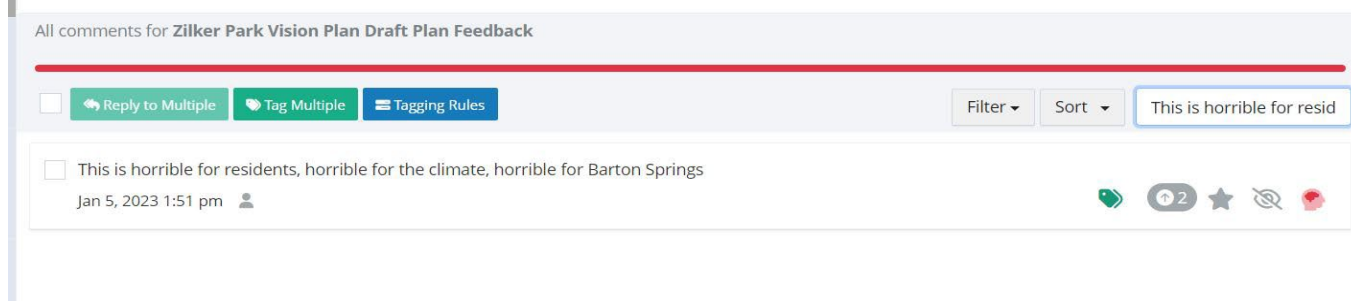 All comments for Zilker Park Vision Plan Draft Plan Feedback
Reply to Multiple Tag Multiple Tagging Rules Filter Sort This is horrible for resid
This is horrible for residents, horrible for the climate, horrible for Barton Springs
Jan 5, 2023 1:51 pm 2